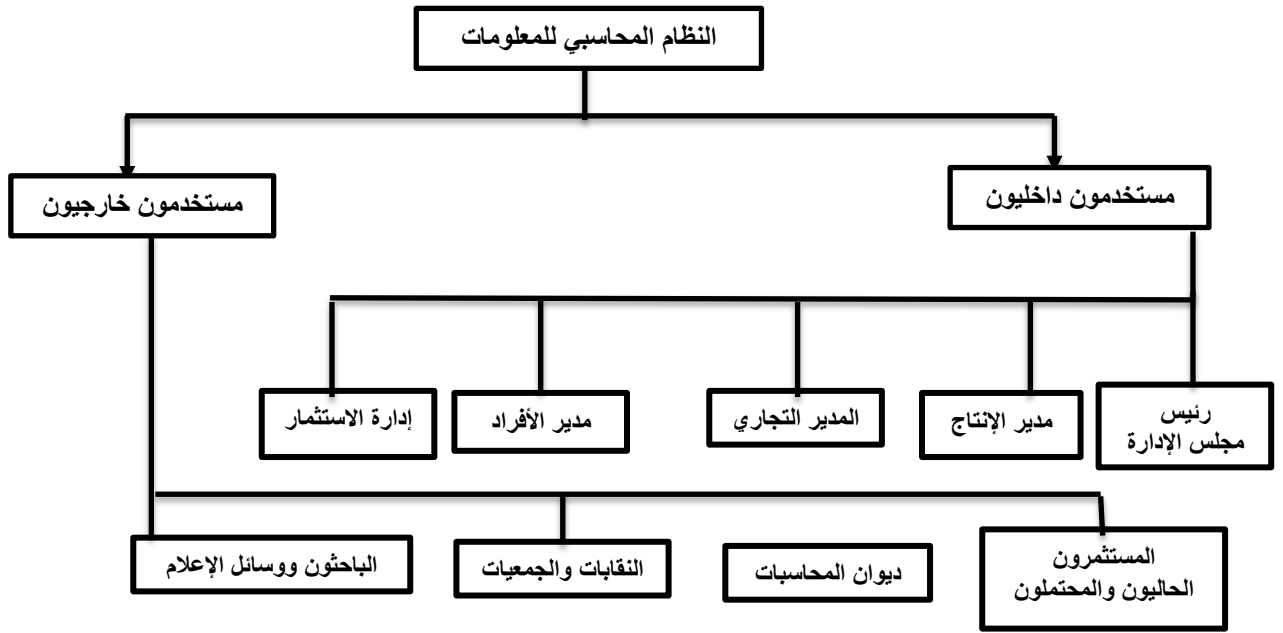 النظام المحاسبي للمعلومات
مستخدمون داخليون
مستخدمون خارجيون
رئيس
مجلس الإدارة
مدير الإنتاج
المدير التجاري
مدير الأفراد
إدارة الاستثمار
المستثمرون
الحاليون والمحتملون
ديوان المحاسبات
النقابات والجمعيات
الباحثون ووسائل الإعلام